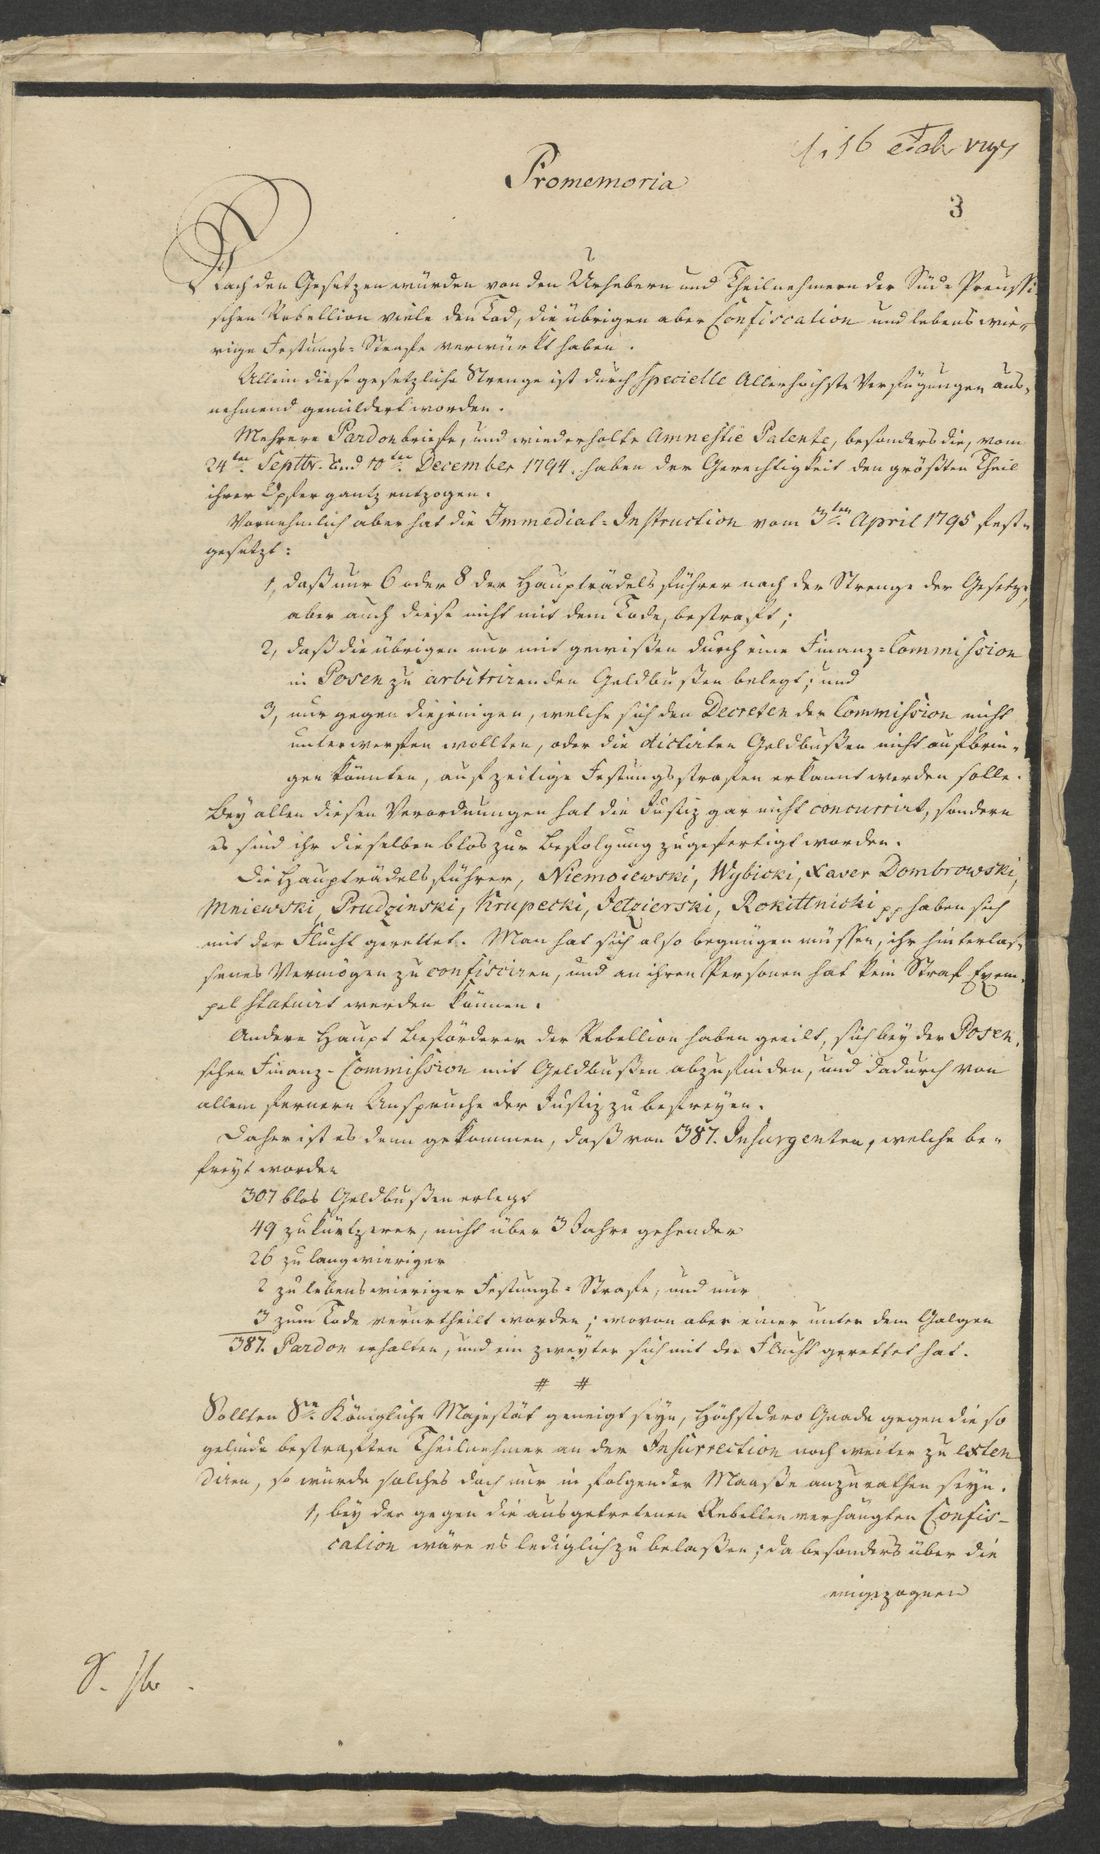 16 Febr 
Promemoria
3
Nach den Gesetzen würden von den Urhebern und Theilnehmern der Süd-Preussi-
schen Rebellion viele den Tod, die übrigen aber Confiscation und lebenswie-
rige Festungs-Strafe verwürkt haben.
Allein diese gesetzliche Strenge ist durch specielle Allerhöchste Verfügungen aus-
nehmend gemildert worden.
Mehrere Pardonbriefe, und wiederholte Amnestie Patente, besonders die, vom
24ten Septbr. und 10ten December 1794. haben der Gerechtigkeit den größten Theil
ihrer Opfer gantz entzogen.
Vornehmlich aber hat die Immediat-Instruction vom 3ten April 1795 fest-
gesetzt:
1, daß nur 6 oder 8 der Haupträdelsführer nach der Strenge der Gesetze,
aber auch diese nicht mit dem Tode, bestraft;
2, daß die übrigen nur mit gewißen durch eine Finanz-Commission
in Posen zu arbitrirenden Geldbußen belegt; und
3, nur gegen diejenigen, welche sich den Decreten der Commission nicht
unterwerffen wollten, oder die dictirten Geldbußen nicht aufbrin-
gen könnten, auf zeitige Festungsstrafen erkannt werden solle.
Bey allen diesen Verordnungen hat die Justiz gar nicht concurrirt, sondern
es sind ihr dieselben blos zur Befolgung zugefertigt worden.
Die Haupträdelsführer, Niemoiewski, Wybicki, Xaver Dombrowski,
Mniewski, Prudzinski, Krupecki, Jelzierski, Rokittnicki pp haben sich
mit der Flucht gerettet. Man hat sich also begnügen müssen, ihr hinterlas-
senes Vermögen zu confisciren, und an ihren Personen hat kein Straf Exem-
pel statuirt werden können.
Andere Haupt Beförderer der Rebellion haben geeilt, sich bey der Posen-
schen Finanz-Commission mit Geldbußen abzufinden, und dadurch von
allem fernern Anspruche der Justiz zu befreyen.
Daher ist es denn gekommen, daß von 387. Insurgenten, welche be-
freyt worden
307 blos Geldbußen erlegt
49 zu kürtzerer, nicht über 3 Jahre gehender
26 zu langwieriger
2 zu lebenswieriger Festungs-Strafe, und nur
3 zum Tode verurtheilt worden; wovon aber einer unter dem Galgen
387. Pardon erhalten, und ein zweyter sich mit der Flucht gerettet hat.
# #
Sollten Se. Königliche Majestät geneigt seyn, Höchstdero Gnade gegen die so
gelinde bestraften Theilnehmer an der Insurrection noch weiter zu exten-
diren, so würde solches doch nur in folgender Maaße anzurathen seyn.
1, bey der gegen die ausgetretenen Rebellen verhängten Confis-
cation wäre es lediglich zu belaßen; da besonders über die
eingezognen